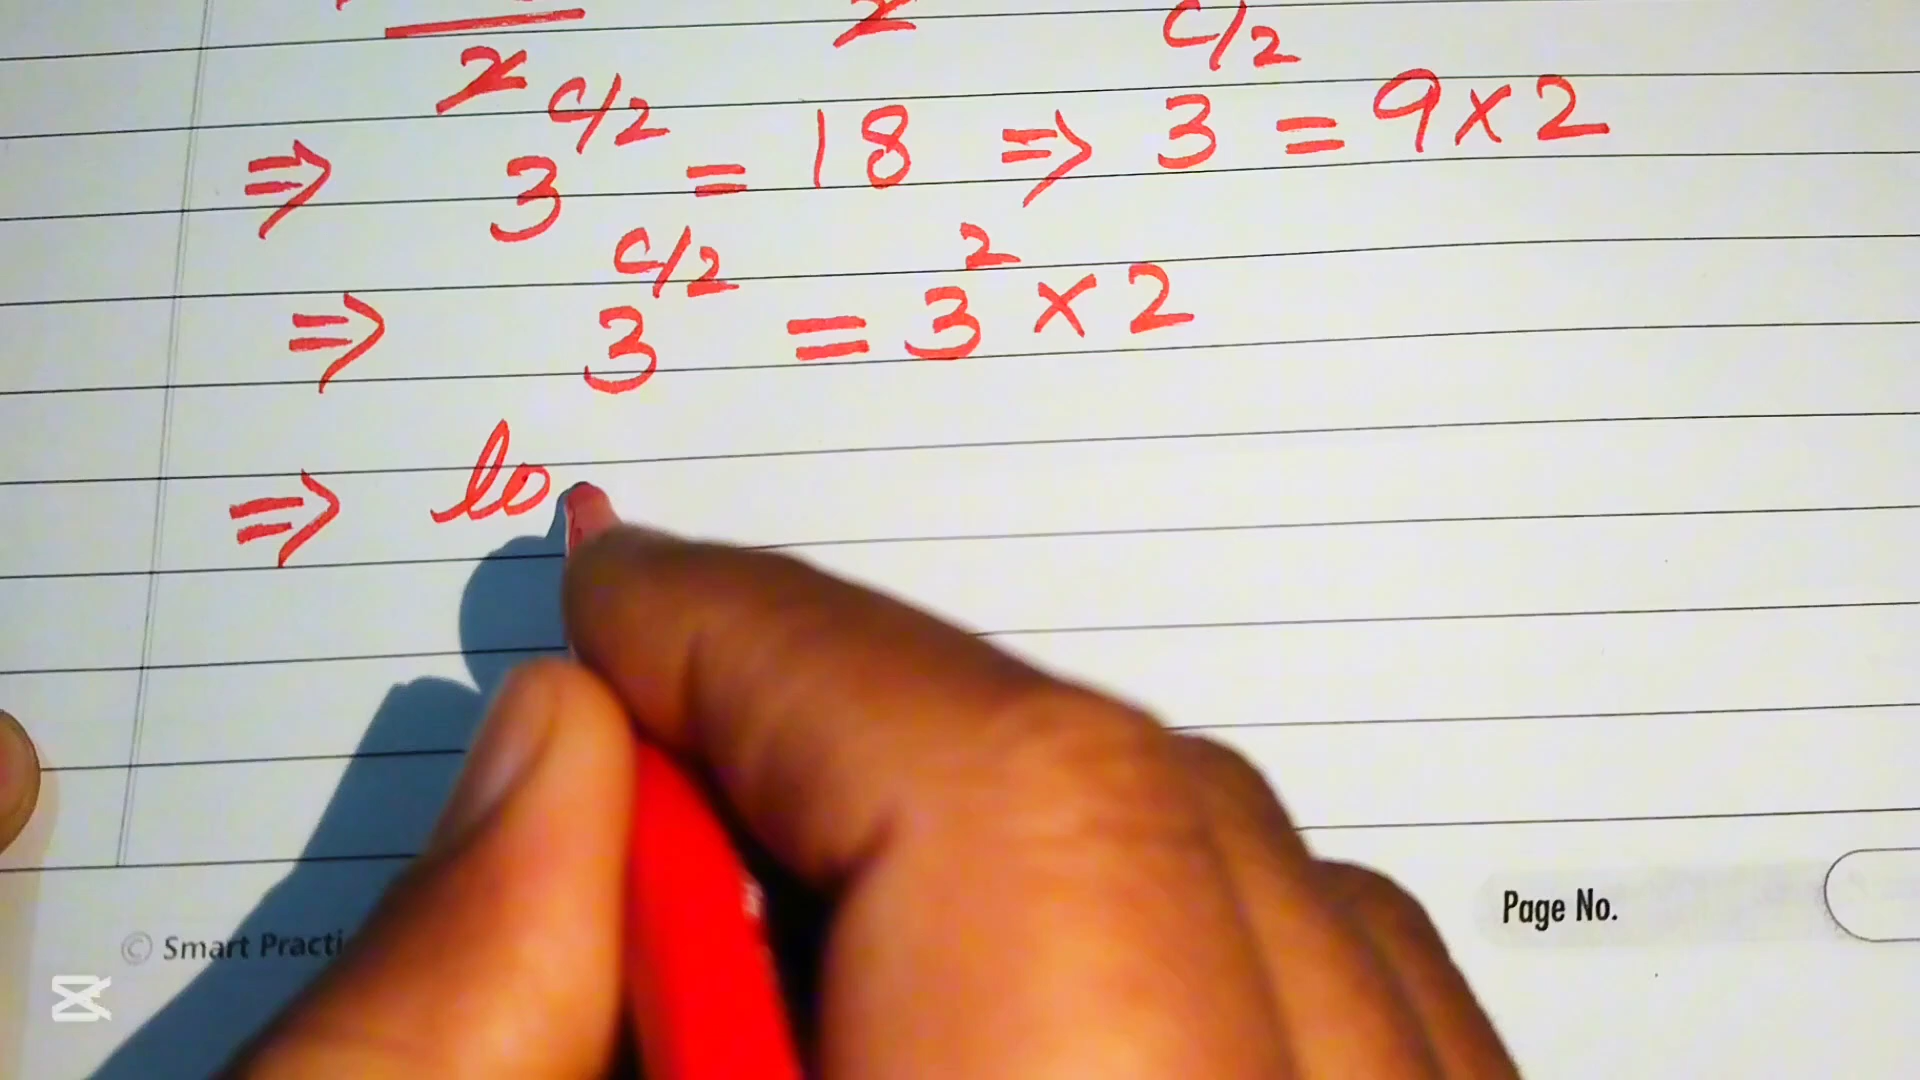 x x
⇒ 3^{c/2} = 18 ⇒ 3^{c/2} = 9 × 2
⇒ 3^{c/2} = 3^2 × 2
⇒ lo
© Smart Practi
Page No.